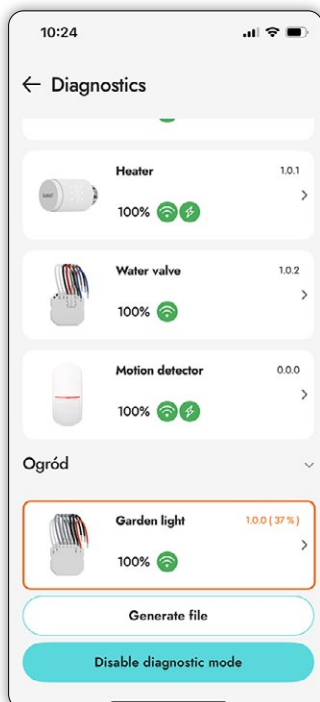 10:24
Diagnostics
Heater 1.0.1
100%
Water valve 1.0.2
100%
Motion detector 0.0.0
100%
Ogród
Garden light 1.0.0 ( 37 % )
100%
Generate file
Disable diagnostic mode